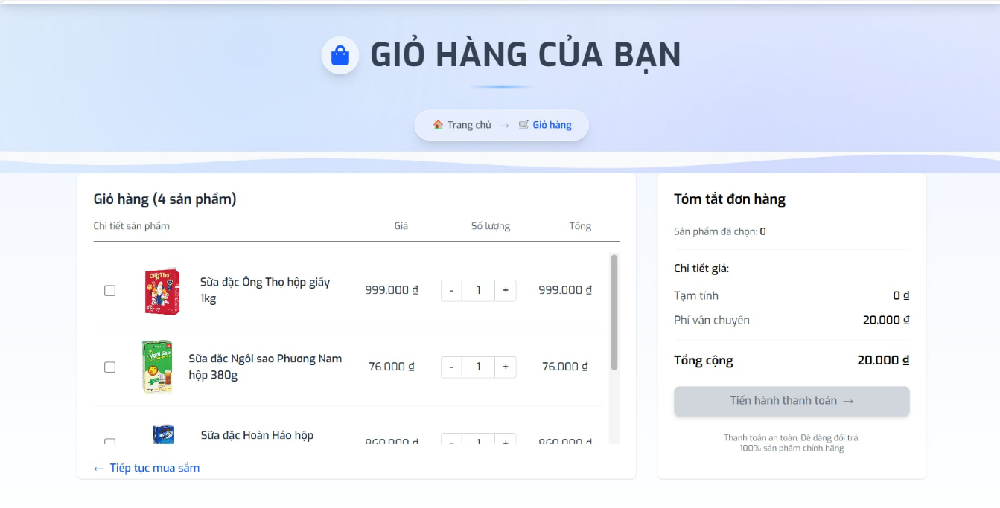 GIỎ HÀNG CỦA BẠN
Trang chủ → Giỏ hàng
Giỏ hàng (4 sản phẩm)
Chi tiết sản phẩm Giá Số lượng Tổng
Ông Thọ
Sữa đặc Ông Thọ hộp giấy
1kg
999.000 ₫ - 1 + 999.000 ₫
Ngôi Sao
Sữa đặc Ngôi sao Phương Nam
hộp 380g
76.000 ₫ - 1 + 76.000 ₫
Sữa đặc Hoàn Hảo hộp
860.000 ₫ - 1 + 860.000 ₫
← Tiếp tục mua sắm
Tóm tắt đơn hàng
Sản phẩm đã chọn: 0
Chi tiết giá:
Tạm tính 0 ₫
Phí vận chuyển 20.000 ₫
Tổng cộng 20.000 ₫
Tiến hành thanh toán →
Thanh toán an toàn. Dễ dàng đổi trả.
100% sản phẩm chính hãng